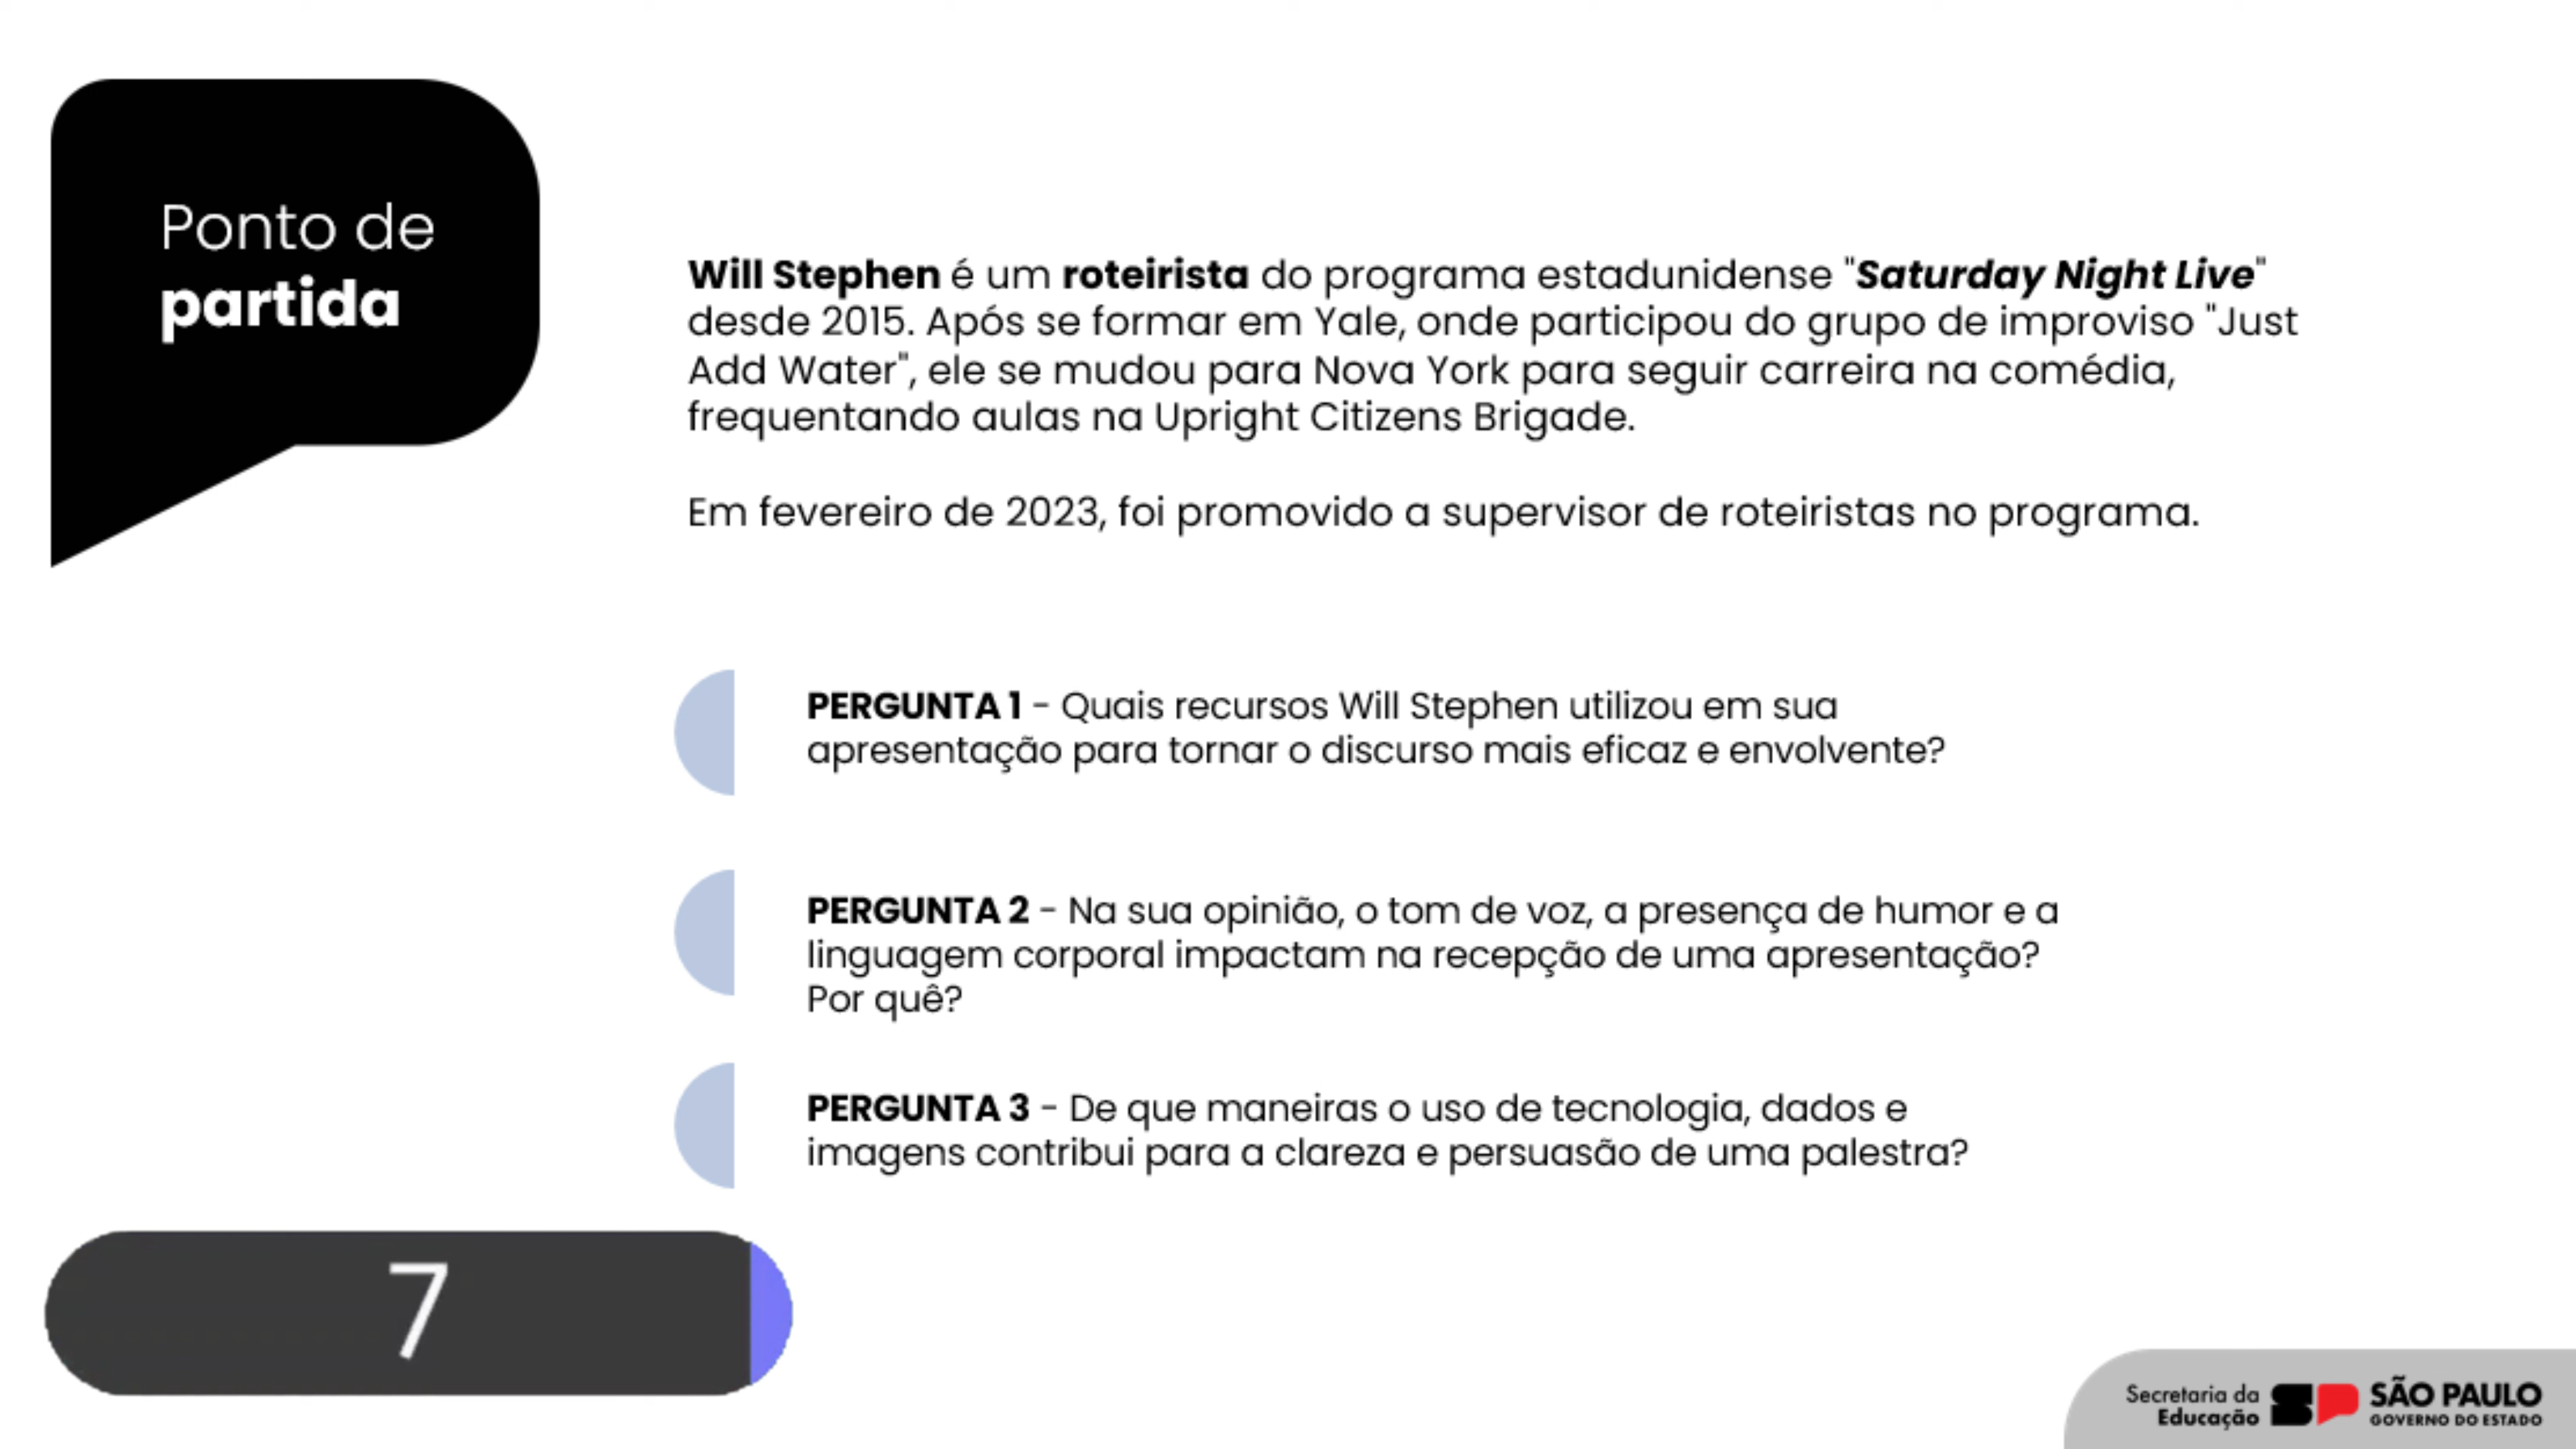 Ponto de
partida
Will Stephen é um roteirista do programa estadunidense "Saturday Night Live"
desde 2015. Após se formar em Yale, onde participou do grupo de improviso "Just
Add Water", ele se mudou para Nova York para seguir carreira na comédia,
frequentando aulas na Upright Citizens Brigade.
Em fevereiro de 2023, foi promovido a supervisor de roteiristas no programa.
PERGUNTA 1 - Quais recursos Will Stephen utilizou em sua
apresentação para tornar o discurso mais eficaz e envolvente?
PERGUNTA 2 - Na sua opinião, o tom de voz, a presença de humor e a
linguagem corporal impactam na recepção de uma apresentação?
Por quê?
PERGUNTA 3 - De que maneiras o uso de tecnologia, dados e
imagens contribui para a clareza e persuasão de uma palestra?
7
Secretaria da
Educação
SÃO PAULO
GOVERNO DO ESTADO